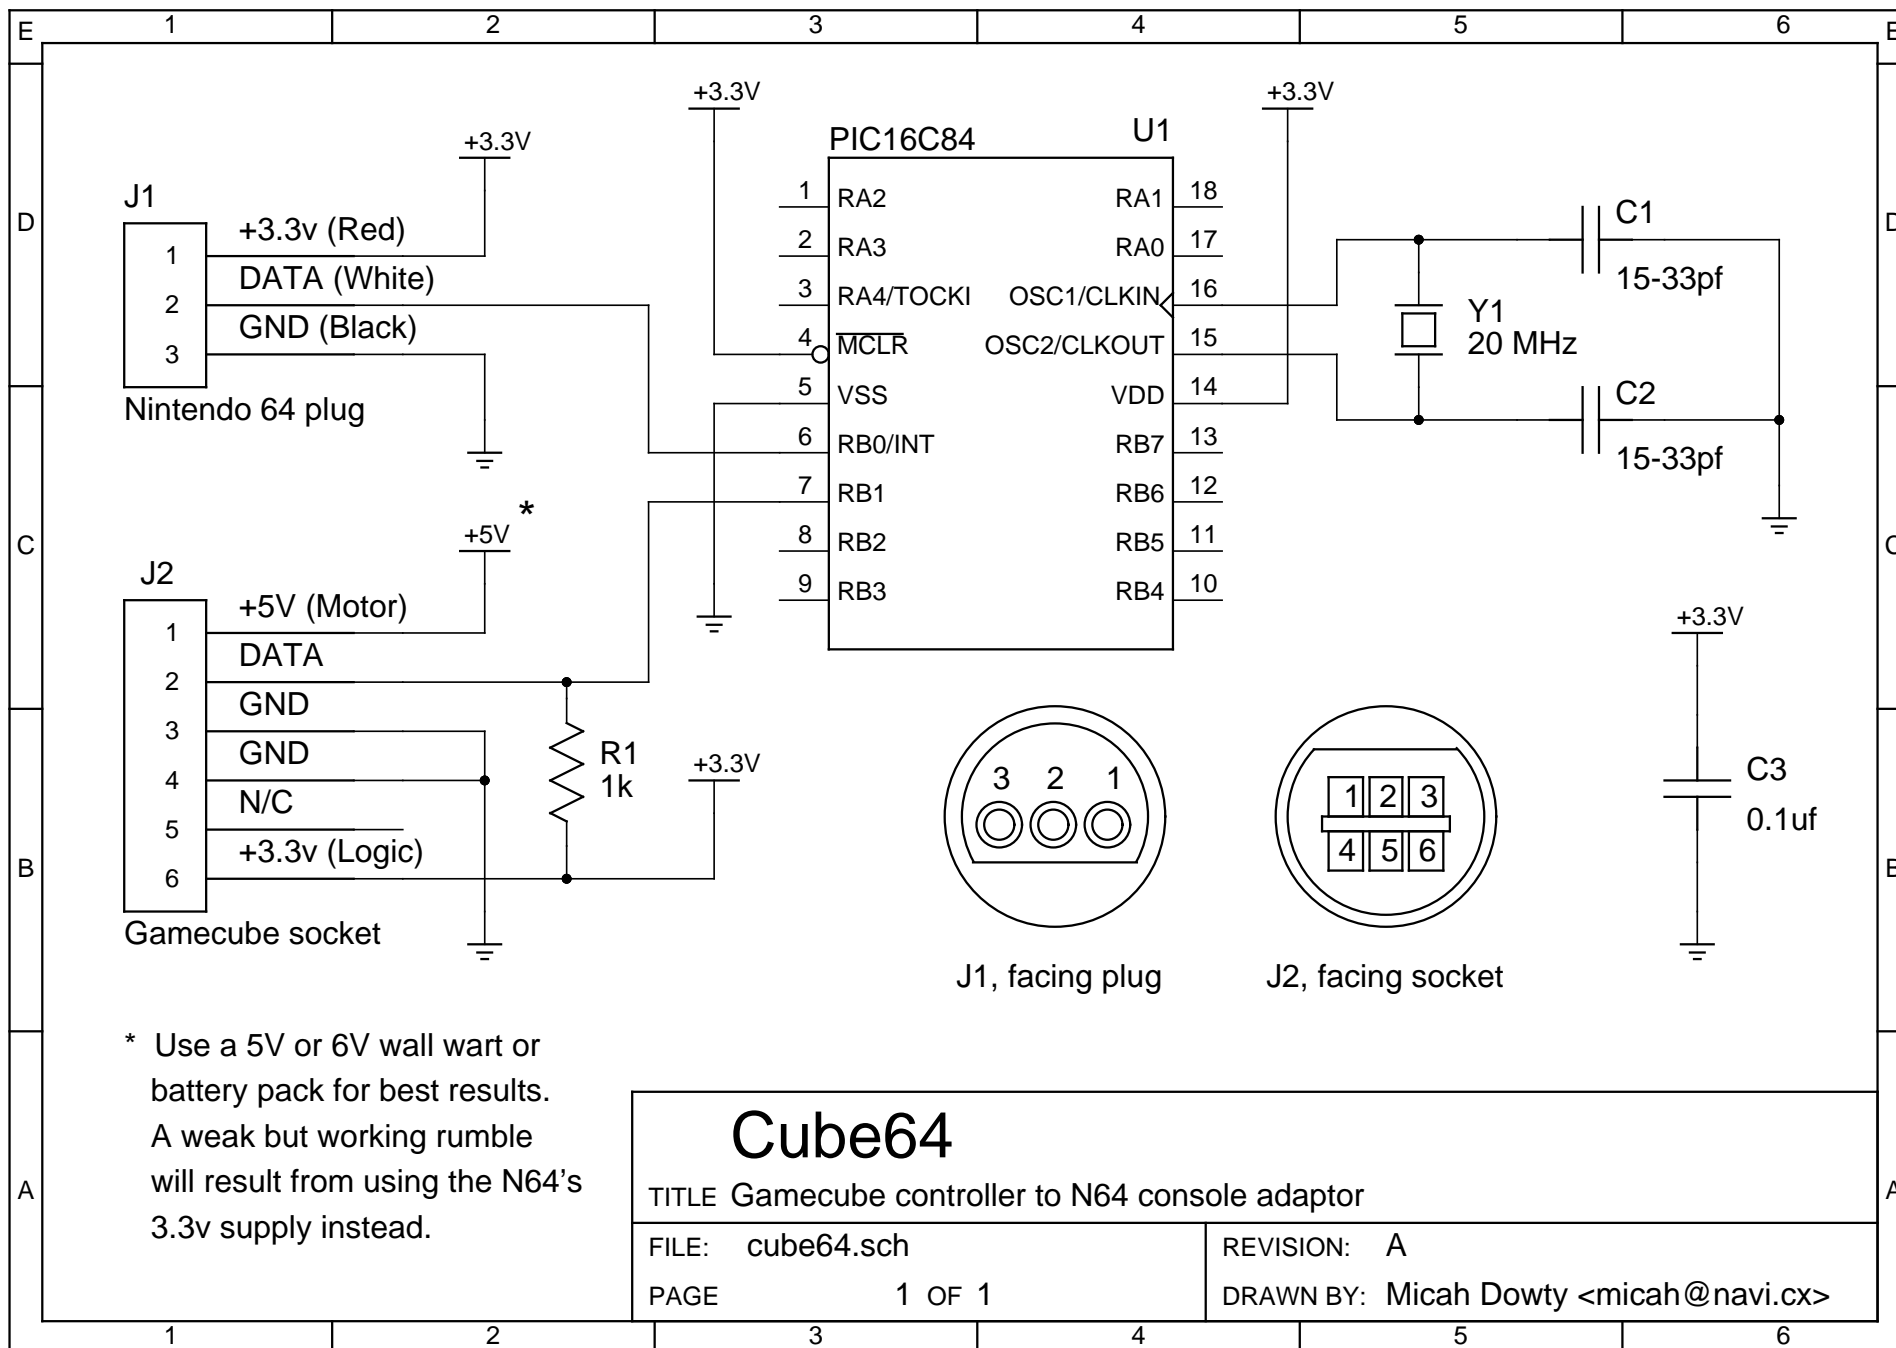 E 1 2 3 4 5 6 E
+3.3V +3.3V
+3.3V
PIC16C84 U1
J1
D D
+3.3v (Red)
1
DATA (White)
2
GND (Black)
3
Nintendo 64 plug
1 RA2 RA1 18
2 RA3 RA0 17
3 RA4/TOCKI OSC1/CLKIN 16
4 MCLR OSC2/CLKOUT 15
5 VSS VDD 14
6 RB0/INT RB7 13
7 RB1 RB6 12
8 RB2 RB5 11
9 RB3 RB4 10
C1
15-33pf
Y1
20 MHz
C2
15-33pf
*
+5V
C C
J2
+5V (Motor)
1
DATA
2
GND
3
GND
4
N/C
5
+3.3v (Logic)
6
Gamecube socket
R1
1k
+3.3V
3 2 1
J1, facing plug
1 2 3
4 5 6
J2, facing socket
+3.3V
C3
0.1uf
B B
* Use a 5V or 6V wall wart or
battery pack for best results.
A weak but working rumble
will result from using the N64's
3.3v supply instead.
A A
Cube64
TITLE Gamecube controller to N64 console adaptor
FILE: cube64.sch
REVISION: A
PAGE 1 OF 1
DRAWN BY: Micah Dowty <micah@navi.cx>
1 2 3 4 5 6